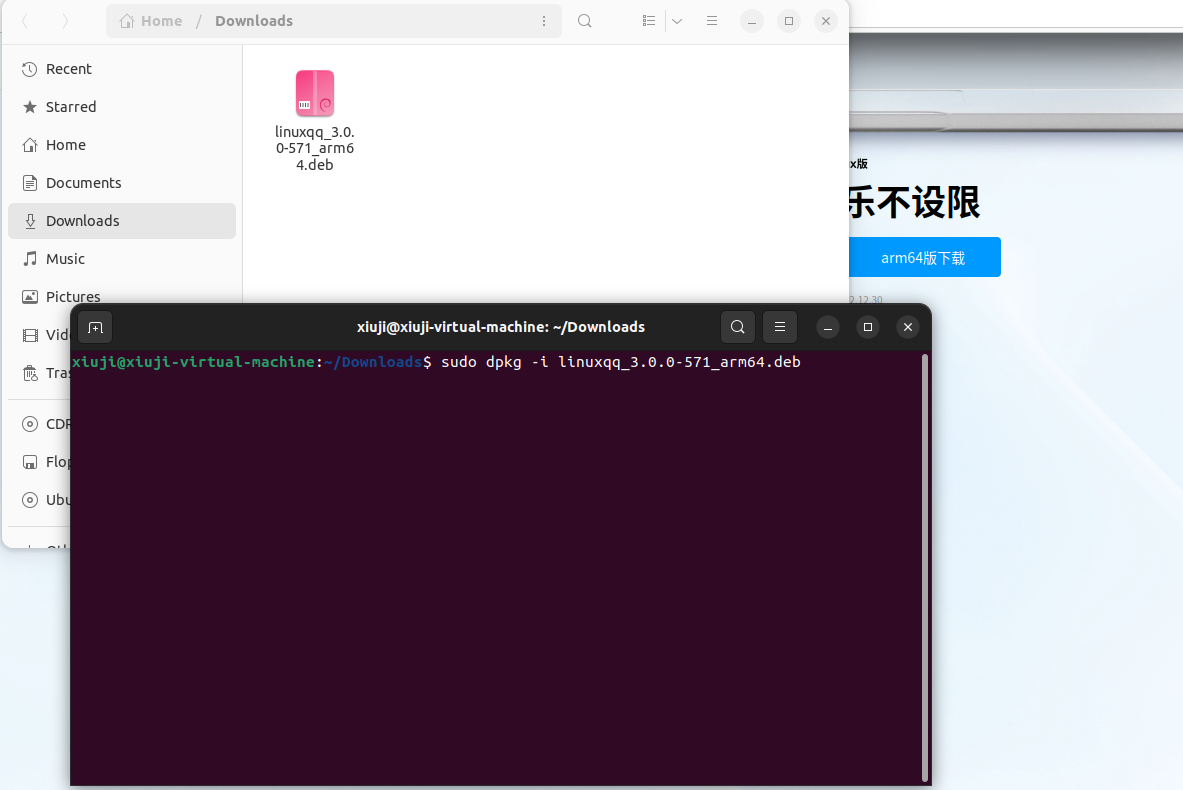 Home / Downloads
Recent
Starred
Home
Documents
Downloads
Music
Pictures
linuxqq_3.0.
0-571_arm6
4.deb
x版
乐不设限
arm64版下载
2.12.30
xiuji@xiuji-virtual-machine: ~/Downloads
xiuji@xiuji-virtual-machine:~/Downloads$ sudo dpkg -i linuxqq_3.0.0-571_arm64.deb
Vid
Tras
CDR
Flop
Ubu